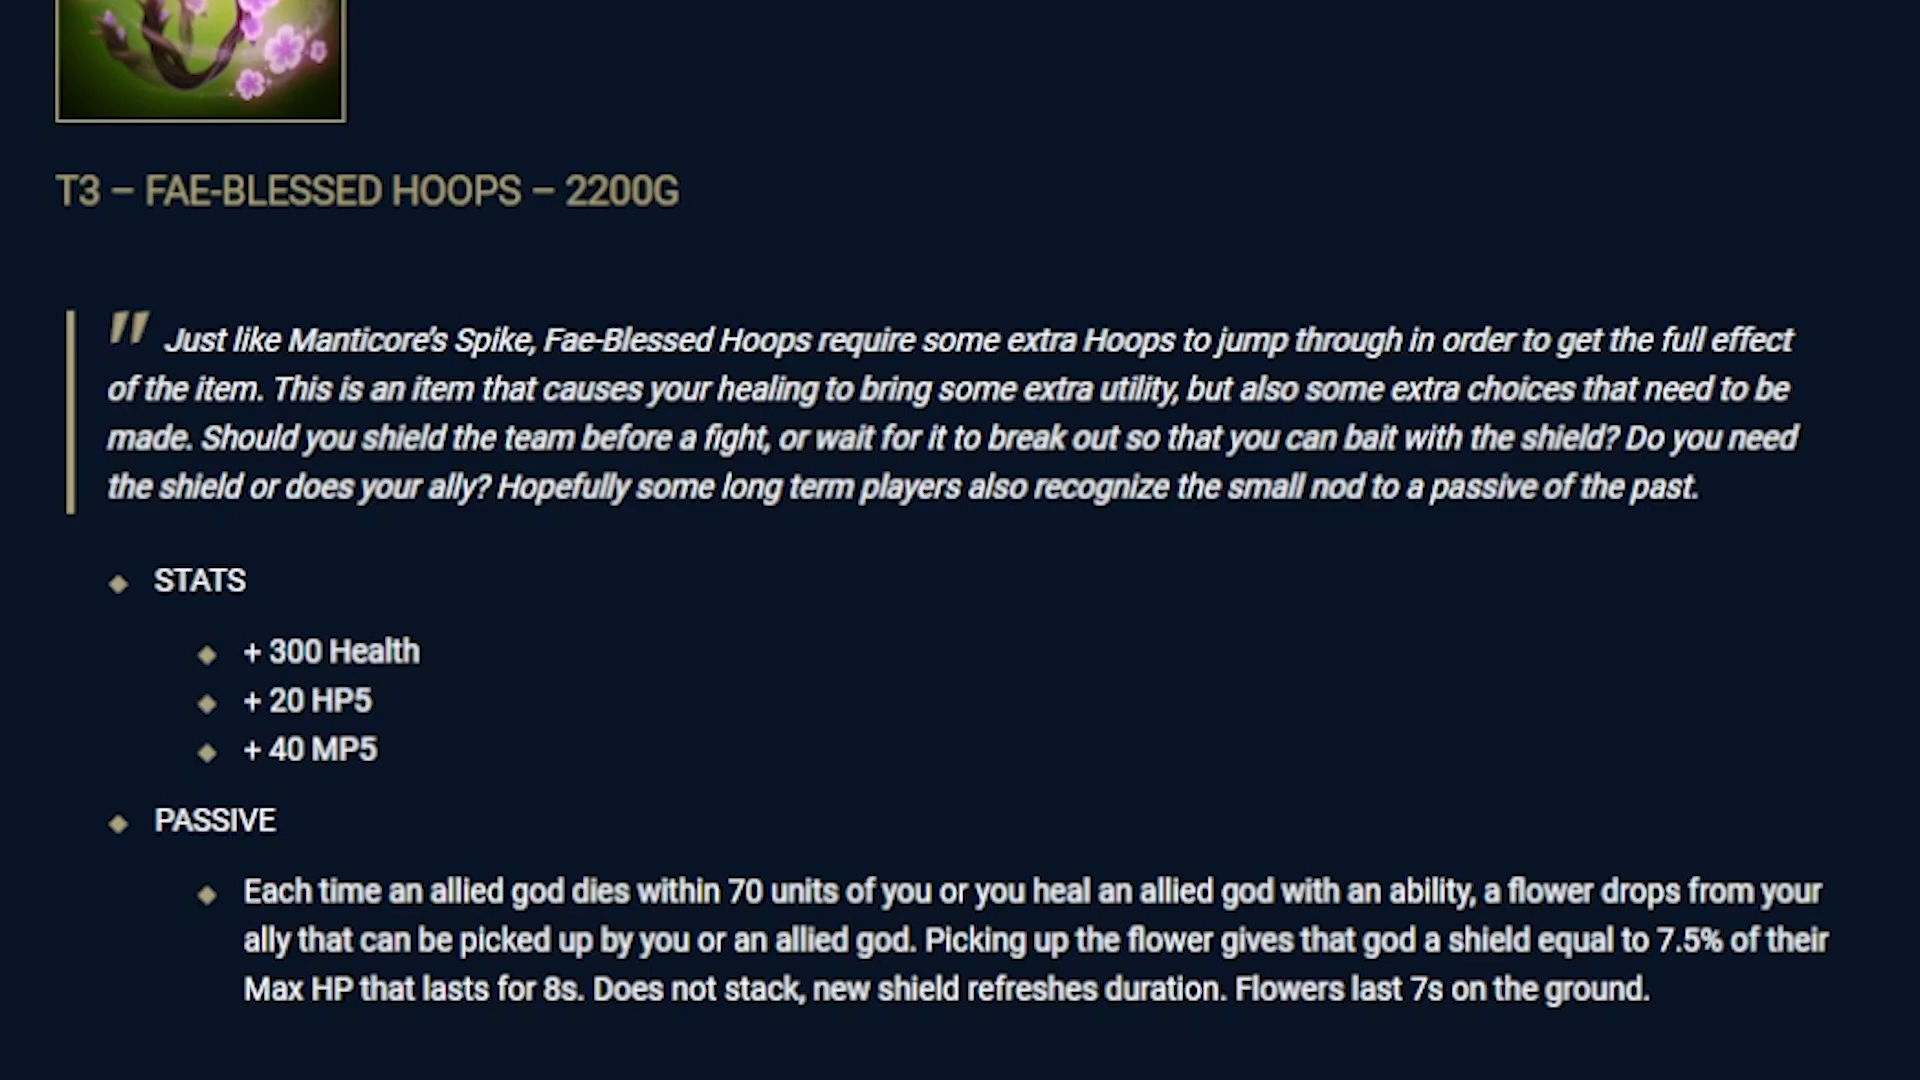 T3 – FAE-BLESSED HOOPS – 2200G
" Just like Manticore's Spike, Fae-Blessed Hoops require some extra Hoops to jump through in order to get the full effect
of the item. This is an item that causes your healing to bring some extra utility, but also some extra choices that need to be
made. Should you shield the team before a fight, or wait for it to break out so that you can bait with the shield? Do you need
the shield or does your ally? Hopefully some long term players also recognize the small nod to a passive of the past.
STATS
+ 300 Health
+ 20 HP5
+ 40 MP5
PASSIVE
Each time an allied god dies within 70 units of you or you heal an allied god with an ability, a flower drops from your
ally that can be picked up by you or an allied god. Picking up the flower gives that god a shield equal to 7.5% of their
Max HP that lasts for 8s. Does not stack, new shield refreshes duration. Flowers last 7s on the ground.